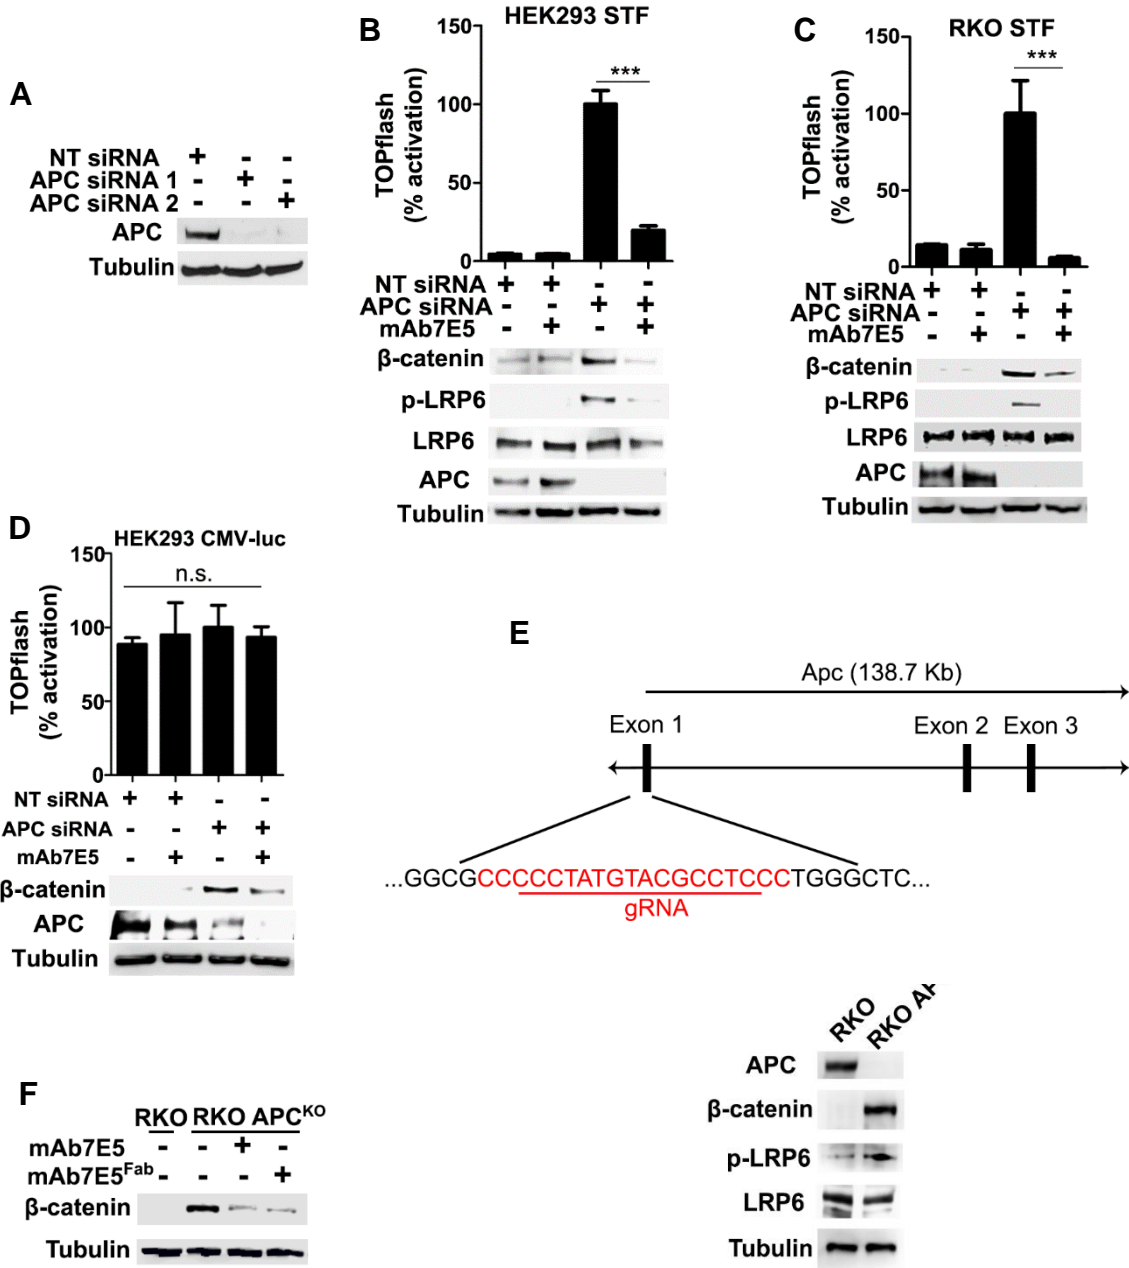 A
NT siRNA + - -
APC siRNA 1 - + -
APC siRNA 2 - - +
APC
Tubulin
B
HEK293 STF
TOPflash
(% activation)
150
100
50
0
***
NT siRNA + + - -
APC siRNA - - + +
mAb7E5 - + - +
β-catenin
p-LRP6
LRP6
APC
Tubulin
C
RKO STF
TOPflash
(% activation)
150
100
50
0
***
NT siRNA + + - -
APC siRNA - - + +
mAb7E5 - + - +
β-catenin
p-LRP6
LRP6
APC
Tubulin
D
HEK293 CMV-luc
TOPflash
(% activation)
150
100
50
0
n.s.
NT siRNA + + - -
APC siRNA - - + +
mAb7E5 - + - +
β-catenin
APC
Tubulin
E
Apc (138.7 Kb)
Exon 1 Exon 2 Exon 3
...GGCGCCCCCTATGTACGCCTCCCTGGGCTC...
gRNA
RKO
RKO AP
APC
β-catenin
p-LRP6
LRP6
Tubulin
F
RKO RKO APCKO
mAb7E5 - - + -
mAb7E5Fab - - - +
β-catenin
Tubulin